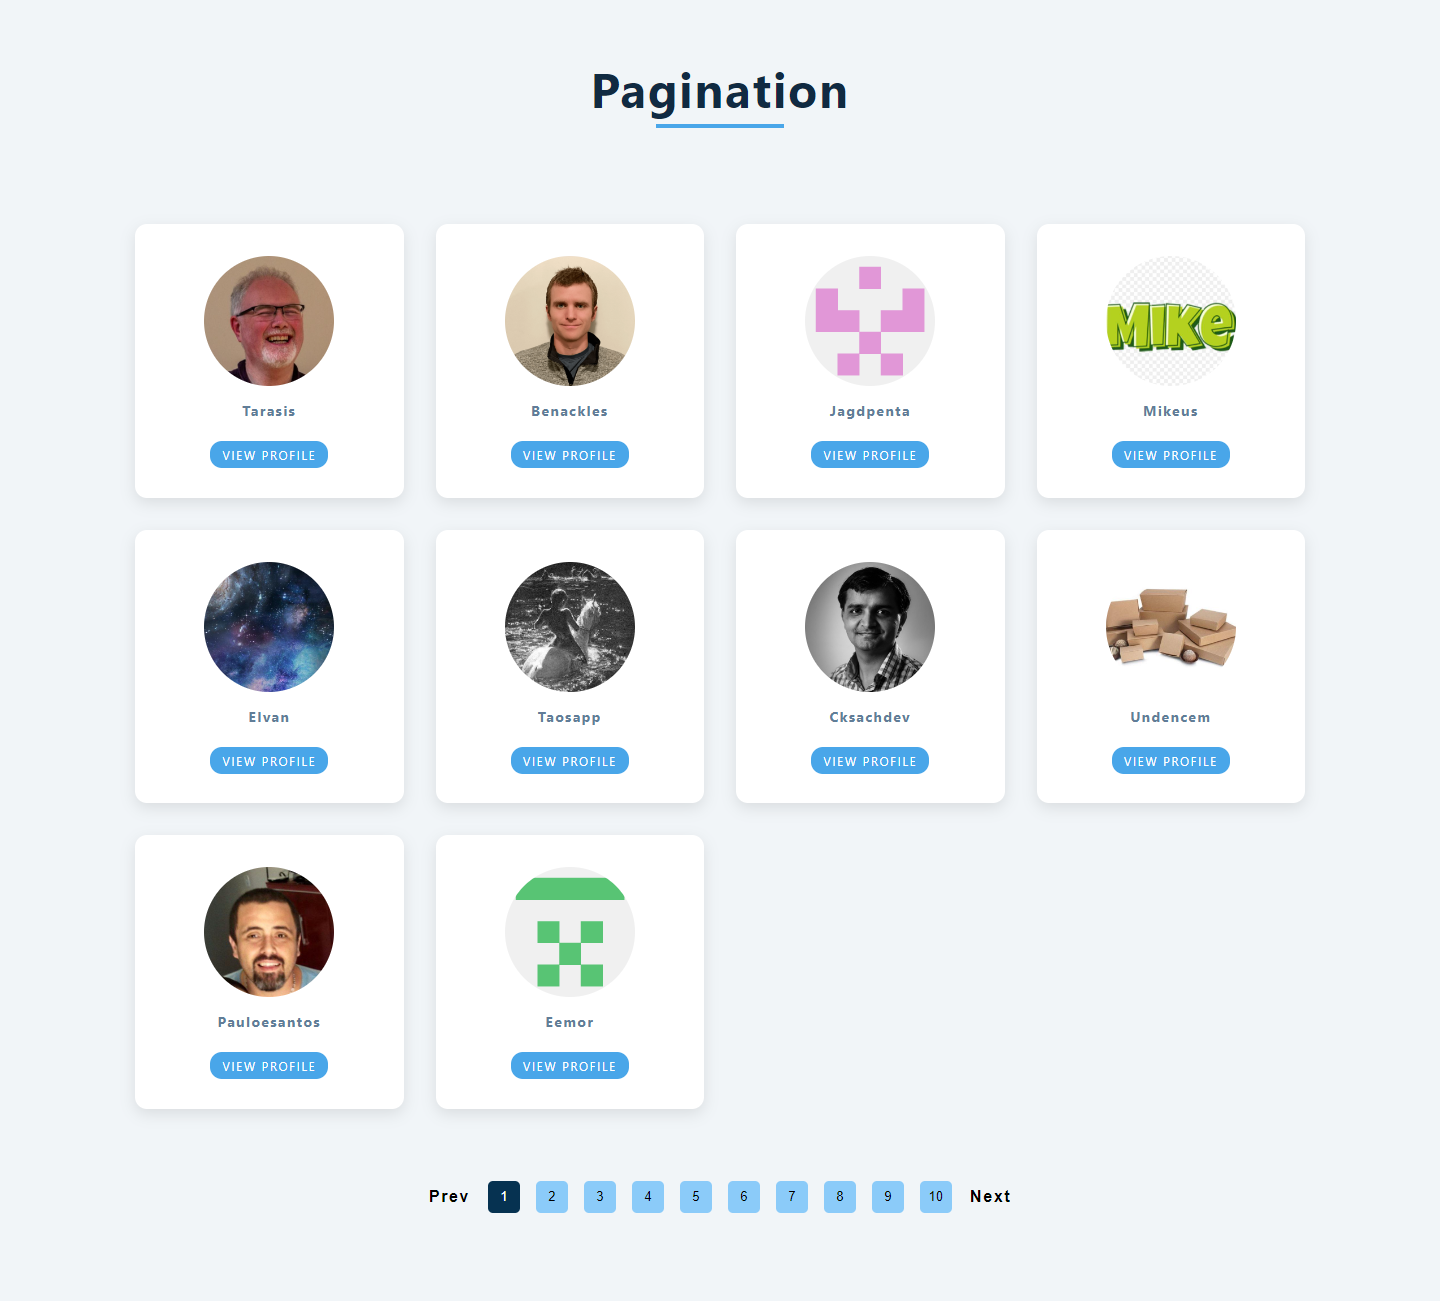 Pagination
MIKE
Tarasis
Benackles
Jagdpenta
Mikeus
VIEW PROFILE
VIEW PROFILE
VIEW PROFILE
VIEW PROFILE
Elvan
Taosapp
Cksachdev
Undencem
VIEW PROFILE
VIEW PROFILE
VIEW PROFILE
VIEW PROFILE
Pauloesantos
Eemor
VIEW PROFILE
VIEW PROFILE
Prev 1 2 3 4 5 6 7 8 9 10 Next